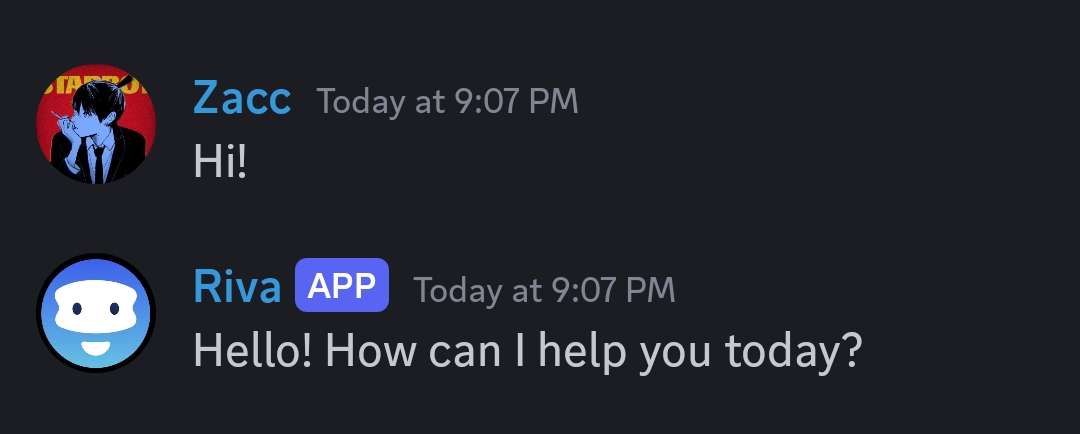 STARBOY
Zacc Today at 9:07 PM
Hi!
Riva APP Today at 9:07 PM
Hello! How can I help you today?